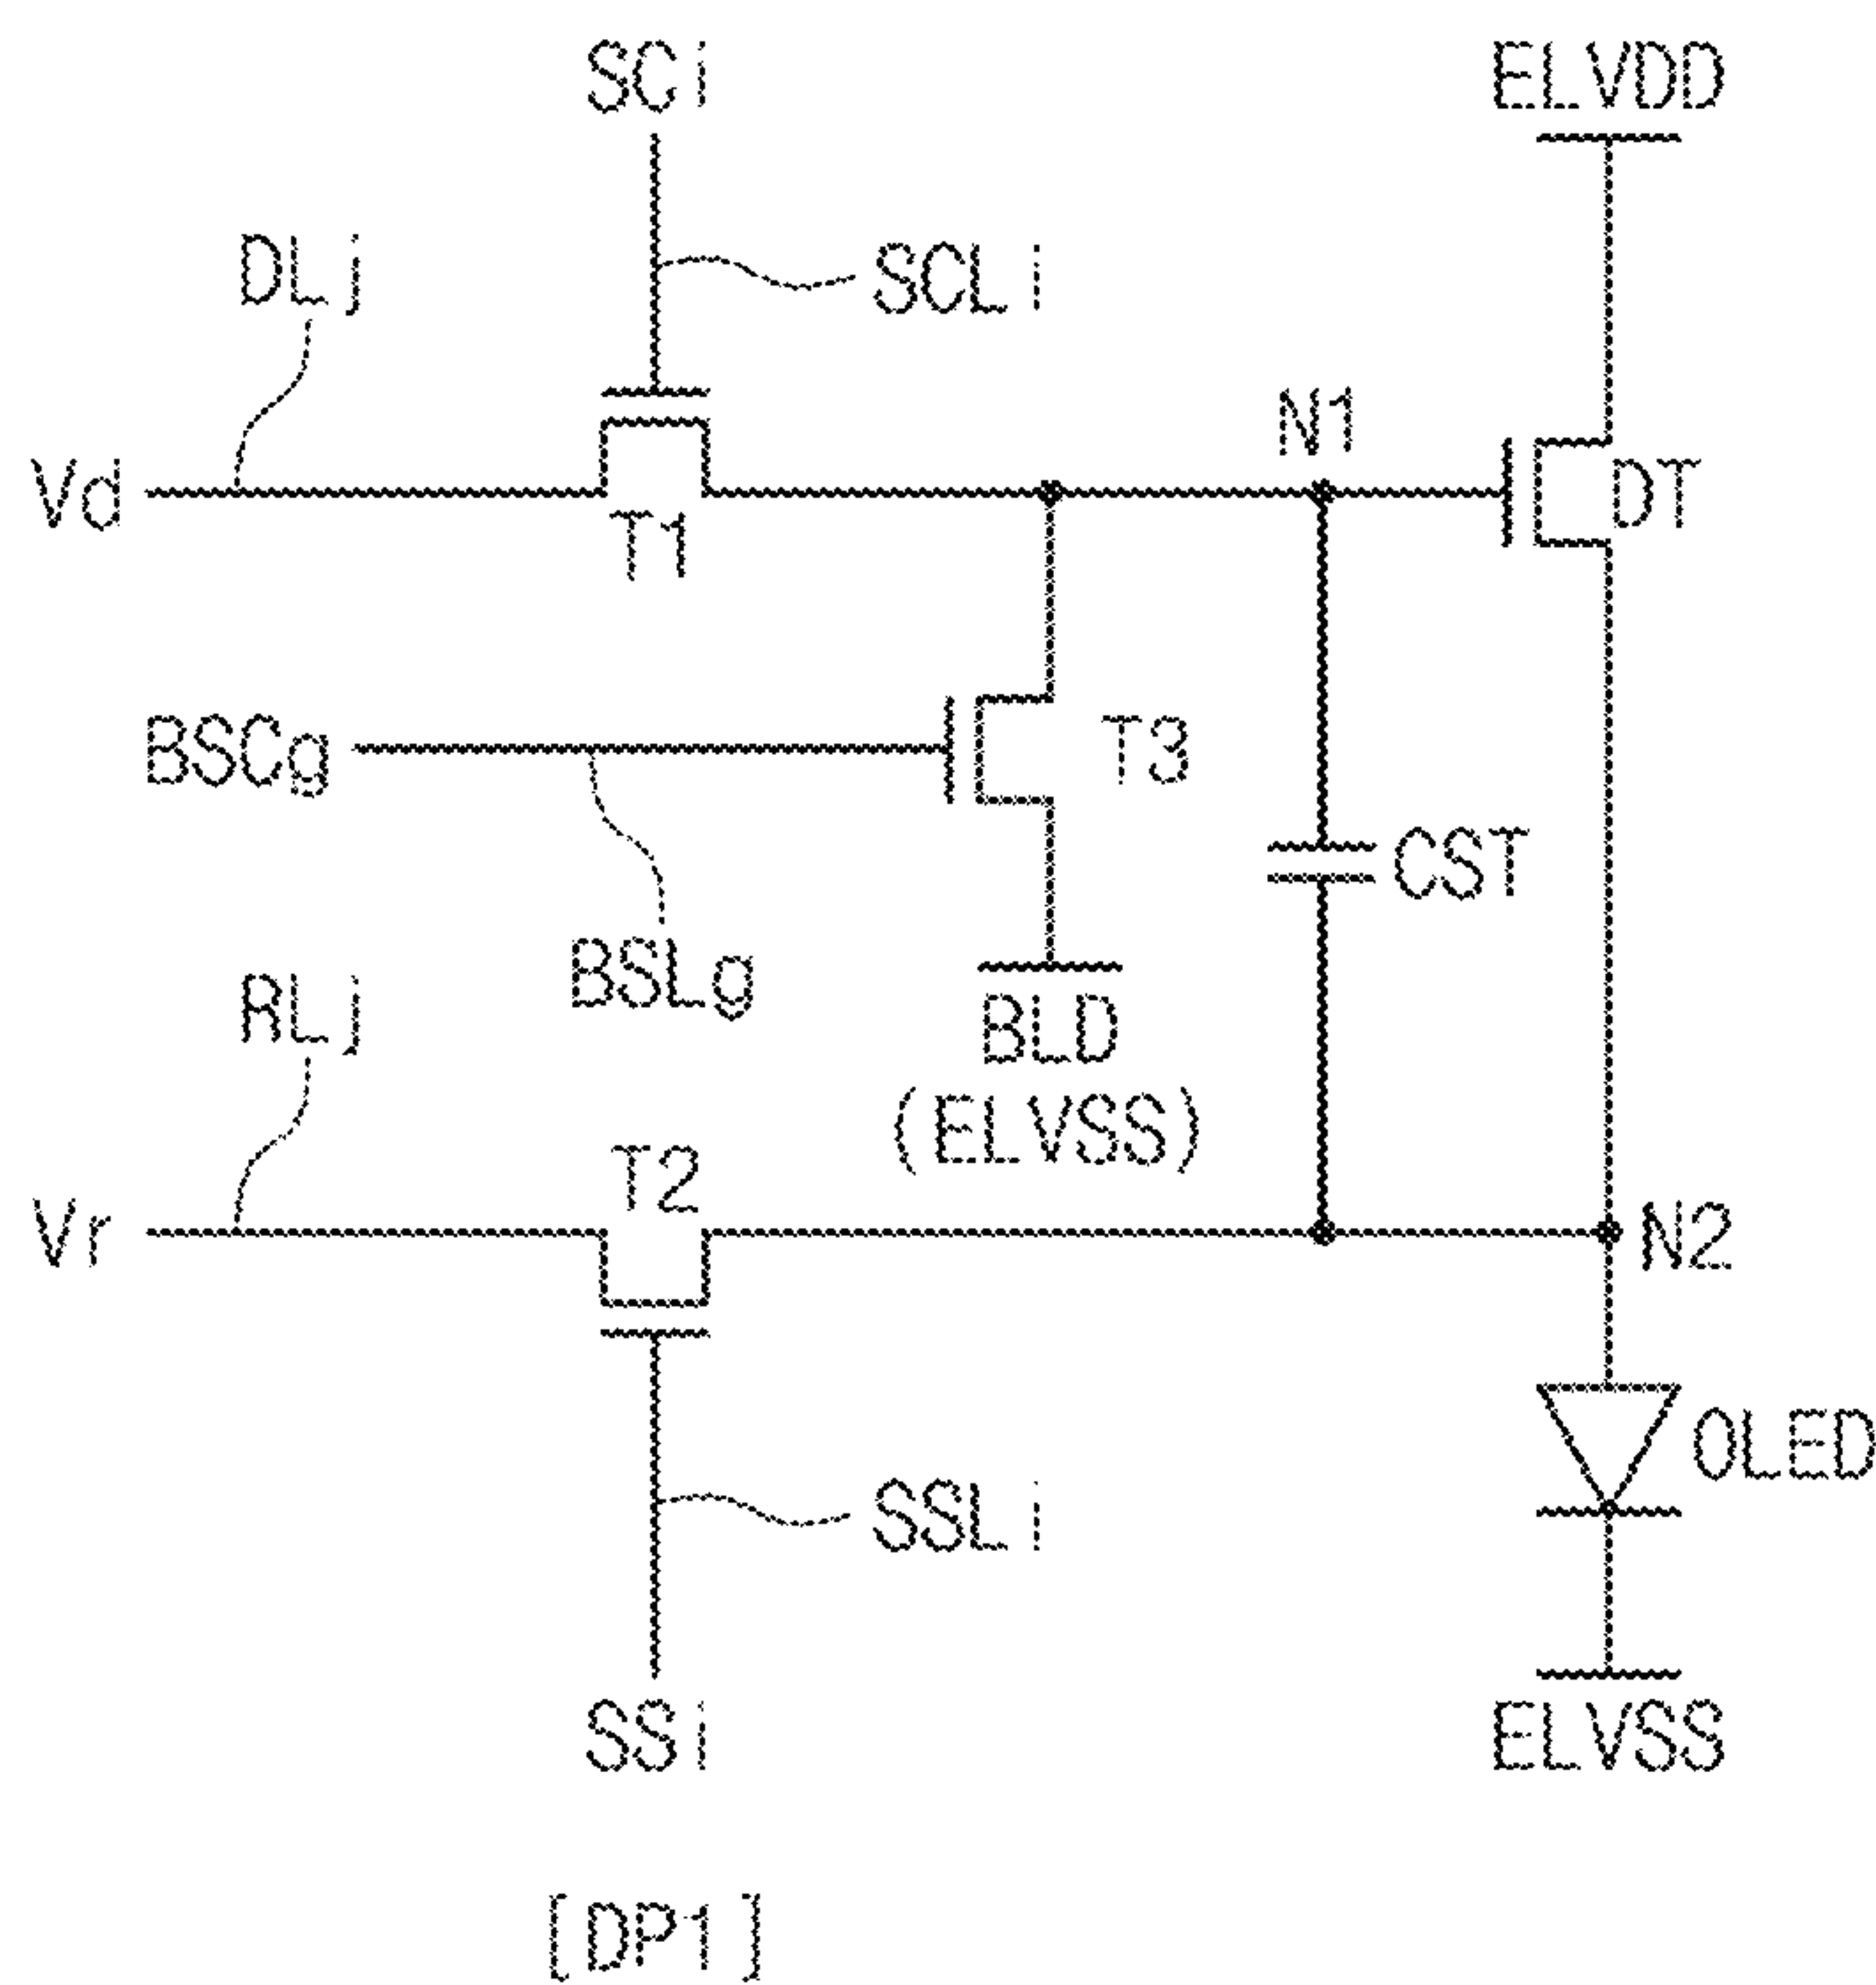 SCi
ELVDD
DLj
SCLi
N1
Vd
DT
T1
BSCg
T3
CST
BSLg
RLj
BLD
(ELVSS)
T2
Vr
N2
OLED
SSLi
SSi
ELVSS
[DP1]